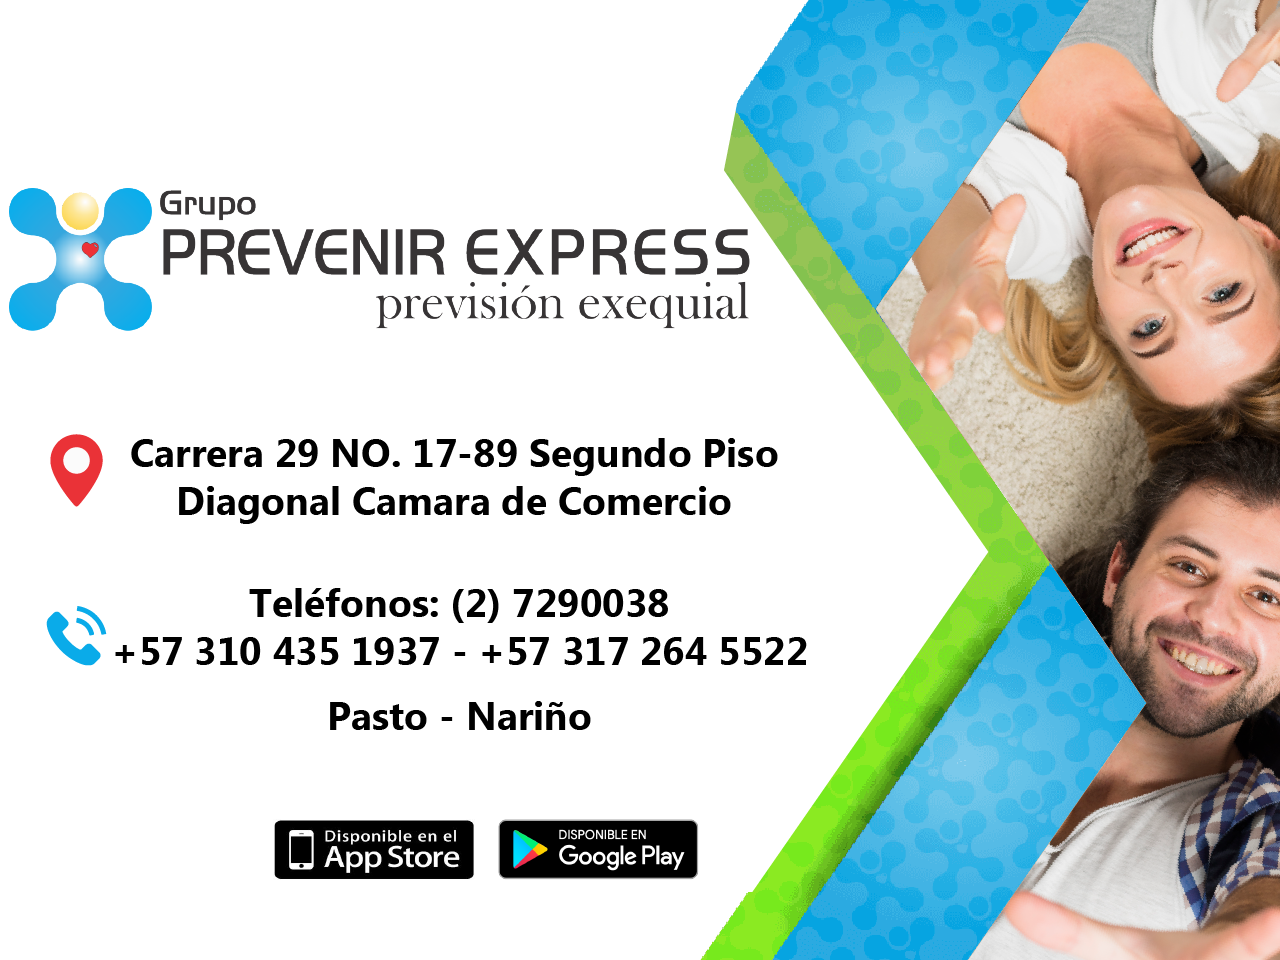 Grupo
PREVENIR EXPRESS
previsión exequial
Carrera 29 NO. 17-89 Segundo Piso
Diagonal Camara de Comercio
Teléfonos: (2) 7290038
+57 310 435 1937 - +57 317 264 5522
Pasto - Nariño
Disponible en el
App Store
DISPONIBLE EN
Google Play